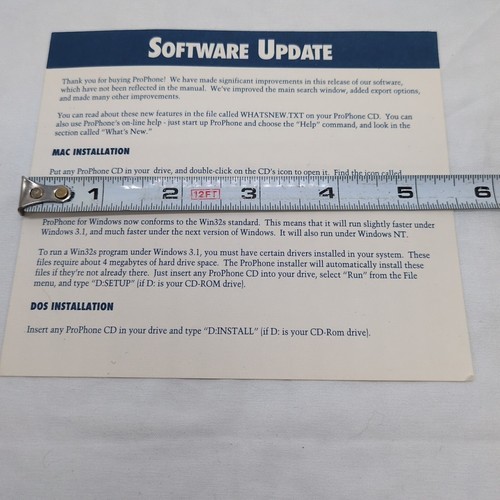 SOFTWARE UPDATE
Thank you for buying ProPhone! We have made significant improvements in this release of our software,
which have not been reflected in the manual. We've improved the main search window, added export options,
and made many other improvements.
You can read about these new features in the file called WHATSNEW.TXT on your ProPhone CD. You can
also use ProPhone's on-line help - just start up ProPhone and choose the "Help" command, and look in the
section called "What's New."
MAC INSTALLATION
Put any ProPhone CD in your drive, and double-click on the CD's icon to open it. Find the icon called
1 2 12FT 3 4 5 6
ProPhone for Windows now conforms to the Win32s standard. This means that it will run slightly faster under
Windows 3.1, and much faster under the next version of Windows. It will also run under Windows NT.
To run a Win32s program under Windows 3.1, you must have certain drivers installed in your system. These
files require about 4 megabytes of hard drive space. The ProPhone installer will automatically install these
files if they're not already there. Just insert any ProPhone CD into your drive, select "Run" from the File
menu, and type "D:SETUP" (if D: is your CD-ROM drive).
DOS INSTALLATION
Insert any ProPhone CD in your drive and type "D:INSTALL" (if D: is your CD-Rom drive).